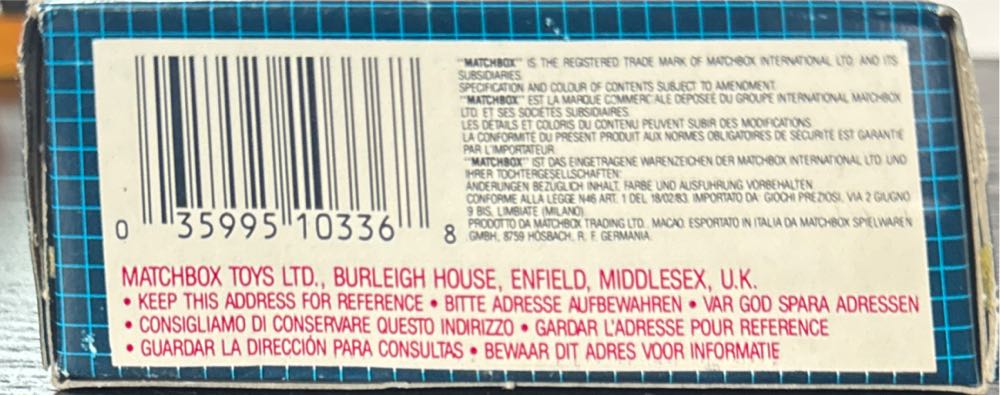 0 35995 10336 8
"MATCHBOX" IS THE REGISTERED TRADE MARK OF MATCHBOX INTERNATIONAL LTD. AND ITS
SUBSIDIARIES.
SPECIFICATION AND COLOUR OF CONTENTS SUBJECT TO AMENDMENT.
"MATCHBOX" EST LA MARQUE COMMERC ALE DEPOSEE DU GROUPE INTERNATIONAL MATCHBOX
LTD. ET SES SOCIETES SUBSIDIAIRES.
LES DETAILS ET COLORIS DU CONTENU PEUVENT SUBIR DES MODIFICATIONS.
LA CONFORMITE DU PRESENT PRODUIT AUX NORMES OBLIGATOIRES DE SECURITE EST GARANTIE
PAR L'IMPORTATEUR.
"MATCHBOX" IST DAS EINGETRAGENE WARENZEICHEN DER MATCHBOX INTERNATIONAL LTD. UND
IHRER TOCHTERGESELLSCHAFTEN.
ÄNDERUNGEN BEZÜGLICH INHALT, FARBE UND AUSFÜHRUNG VORBEHALTEN.
CONFORME ALLA LEGGE N46 ART. 1 DEL 18/02/83. IMPORTATO DA: GIOCHI PREZIOSI, VIA 2 GIUGNO
9 BIS, LIMBIATE (MILANO).
PRODOTTO DA MATCHBOX TRADING LTD., MACAO. ESPORTATO IN ITALIA DA MATCHBOX SPIELWAREN
GMBH, 8759 HÖSBACH, R. F. GERMANIA.
MATCHBOX TOYS LTD., BURLEIGH HOUSE, ENFIELD, MIDDLESEX, U.K.
• KEEP THIS ADDRESS FOR REFERENCE • BITTE ADRESSE AUFBEWAHREN • VAR GOD SPARA ADRESSEN
• CONSIGLIAMO DI CONSERVARE QUESTO INDIRIZZO • GARDAR L'ADRESSE POUR REFERENCE
• GUARDAR LA DIRECCIÓN PARA CONSULTAS • BEWAAR DIT ADRES VOOR INFORMATIE